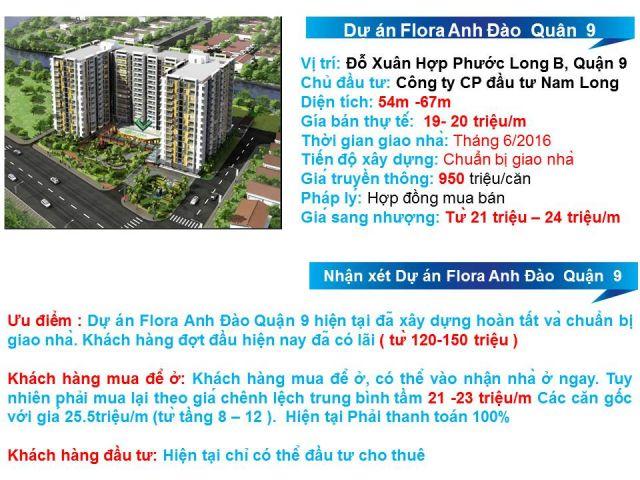 Dự án Flora Anh Đào Quận 9
Vị trí: Đỗ Xuân Hợp Phước Long B, Quận 9
Chủ đầu tư: Công ty CP đầu tư Nam Long
Diện tích: 54m -67m
Gía bán thự tế: 19- 20 triệu/m
Thời gian giao nhà: Tháng 6/2016
Tiến độ xây dựng: Chuẩn bị giao nhà
Giá truyền thông: 950 triệu/căn
Pháp lý: Hợp đồng mua bán
Giá sang nhượng: Từ 21 triệu – 24 triệu/m
Nhận xét Dự án Flora Anh Đào Quận 9
Ưu điểm : Dự án Flora Anh Đào Quận 9 hiện tại đã xây dựng hoàn tất và chuẩn bị
giao nhà. Khách hàng đợt đầu hiện nay đã có lãi ( từ 120-150 triệu )
Khách hàng mua để ở: Khách hàng mua để ở, có thể vào nhận nhà ở ngay. Tuy
nhiên phải mua lại theo giá chênh lệch trung bình tầm 21 -23 triệu/m Các căn gốc
với giá 25.5triệu/m (từ tầng 8 – 12 ). Hiện tại Phải thanh toán 100%
Khách hàng đầu tư: Hiện tại chỉ có thể đầu tư cho thuê